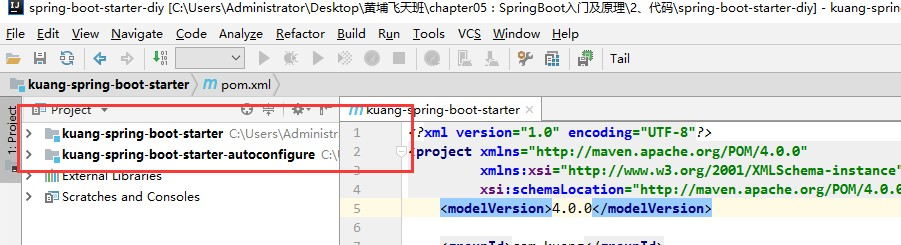 spring-boot-starter-diy [C:\Users\Administrator\Desktop\黄埔飞天班\chapter05：SpringBoot入门及原理\2、代码\spring-boot-starter-diy] - kuang-spring
File Edit View Navigate Code Analyze Refactor Build Run Tools VCS Window Help
Tail
kuang-spring-boot-starter pom.xml
1: Project
Project
kuang-spring-boot-starter
kuang-spring-boot-starter C:\Users\Administra
kuang-spring-boot-starter-autoconfigure C:\U
External Libraries
Scratches and Consoles
1 <?xml version="1.0" encoding="UTF-8"?>
2 <project xmlns="http://maven.apache.org/POM/4.0.0"
3 xmlns:xsi="http://www.w3.org/2001/XMLSchema-instance"
4 xsi:schemaLocation="http://maven.apache.org/POM/4.0.0
5 <modelVersion>4.0.0</modelVersion>
6
7 <groupId>com.kuang</groupId>